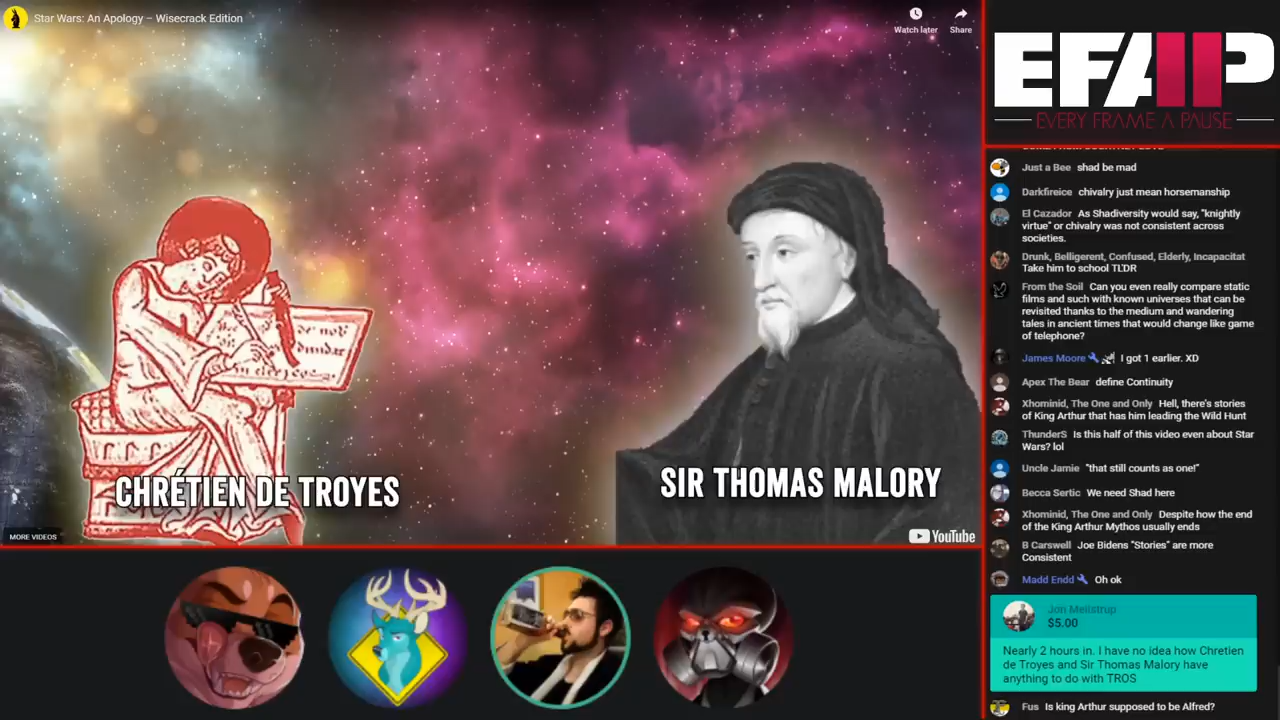 Star Wars: An Apology – Wisecrack Edition
Watch later
Share
CHRÉTIEN DE TROYES
SIR THOMAS MALORY
MORE VIDEOS
YouTube
EFAP
EVERY FRAME A PAUSE
Just a Bee shad be mad
Darkfireice chivalry just mean horsemanship
El Cazador As Shadiversity would say, "knightly
virtue" or chivalry was not consistent across
societies.
Drunk, Belligerent, Confused, Elderly, Incapacitat
Take him to school TL'DR
From the Soil Can you even really compare static
films and such with known universes that can be
revisited thanks to the medium and wandering
tales in ancient times that would change like game
of telephone?
James Moore I got 1 earlier. XD
Apex The Bear define Continuity
Xhominid, The One and Only Hell, there's stories
of King Arthur that has him leading the Wild Hunt
ThunderS Is this half of this video even about Star
Wars? lol
Uncle Jamie "that still counts as one!"
Becca Sertic We need Shad here
Xhominid, The One and Only Despite how the end
of the King Arthur Mythos usually ends
B Carswell Joe Bidens "Stories" are more
Consistent
Madd Endd Oh ok
Jon Mellstrup
$5.00
Nearly 2 hours in. I have no idea how Chretien
de Troyes and Sir Thomas Malory have
anything to do with TROS
Fus Is king Arthur supposed to be Alfred?